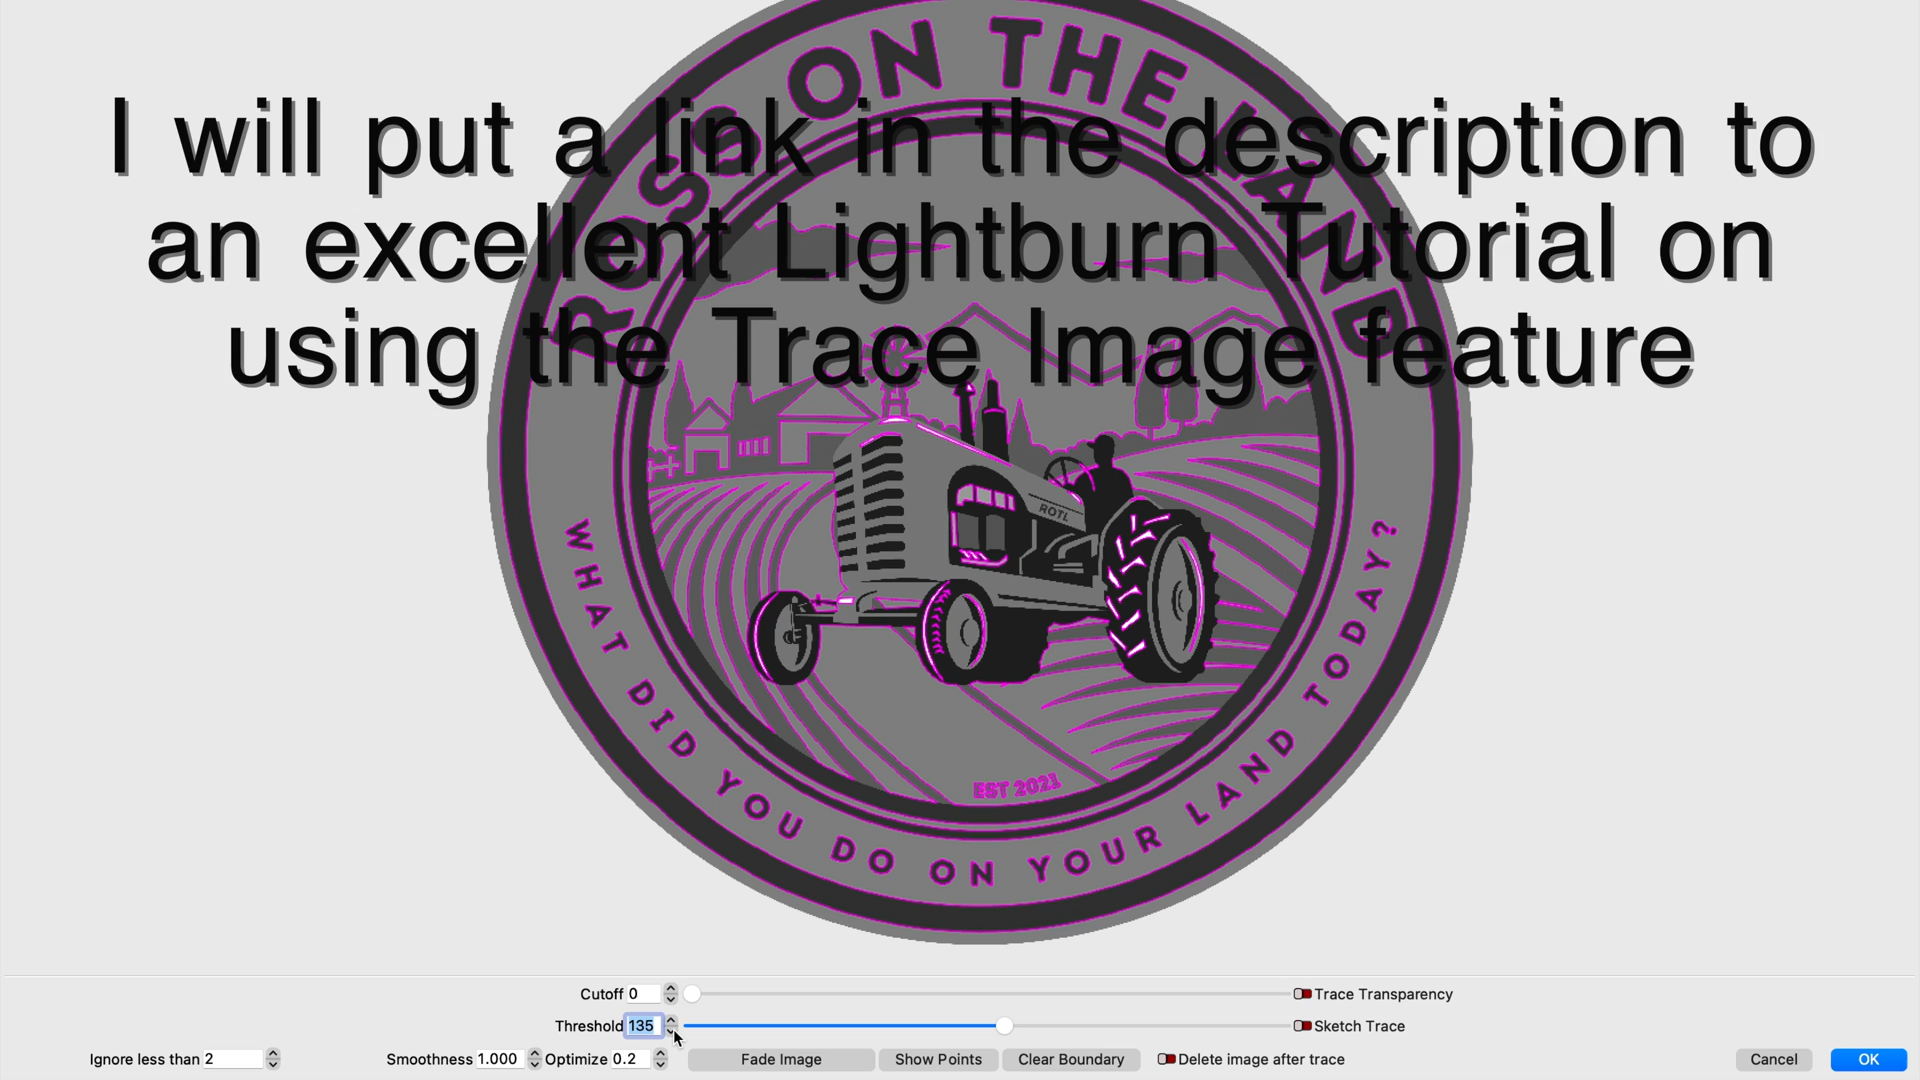 ROSS ON THE LAND
I will put a link in the description to
an excellent Lightburn Tutorial on
using the Trace Image feature
ROTL
EST 2021
WHAT DID YOU DO ON YOUR LAND TODAY?
Cutoff 0
Trace Transparency
Threshold 135
Sketch Trace
Ignore less than 2
Smoothness 1.000
Optimize 0.2
Fade Image
Show Points
Clear Boundary
Delete image after trace
Cancel
OK